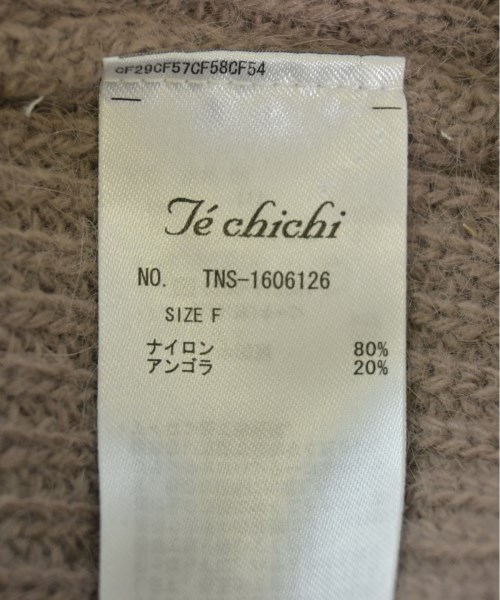 CF29CF57CF58CF54
Té chichi
NO. TNS-1606126
SIZE F
ナイロン 80%
アンゴラ 20%